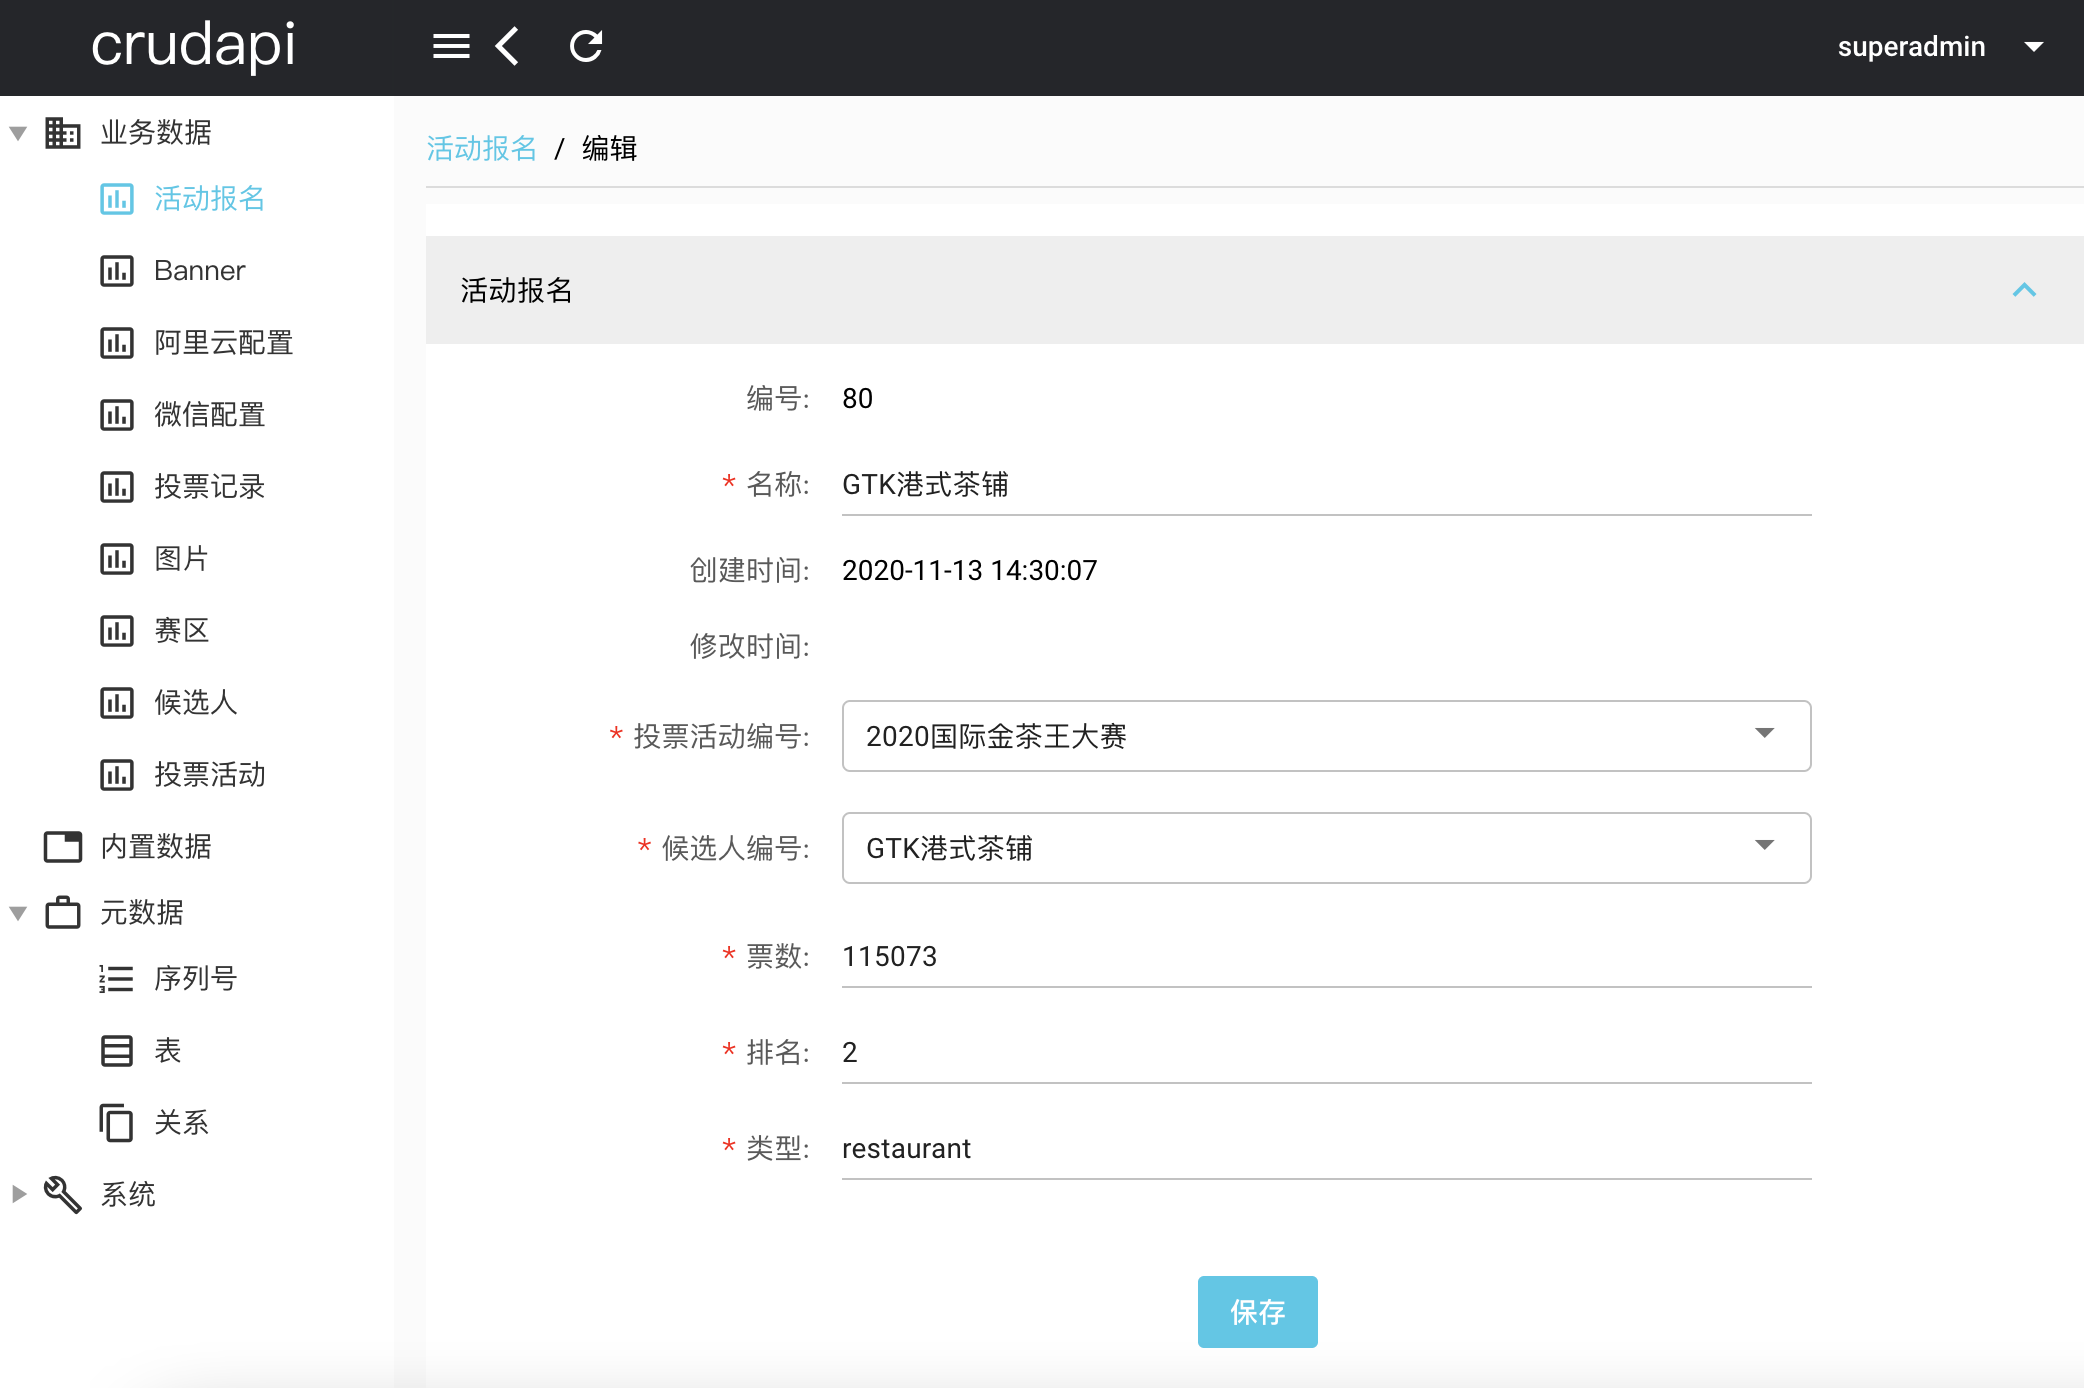 crudapi
superadmin
业务数据
活动报名
Banner
阿里云配置
微信配置
投票记录
图片
赛区
候选人
投票活动
内置数据
元数据
序列号
表
关系
系统
活动报名 / 编辑
活动报名
编号: 80
* 名称: GTK港式茶铺
创建时间: 2020-11-13 14:30:07
修改时间:
* 投票活动编号: 2020国际金茶王大赛
* 候选人编号: GTK港式茶铺
* 票数: 115073
* 排名: 2
* 类型: restaurant
保存